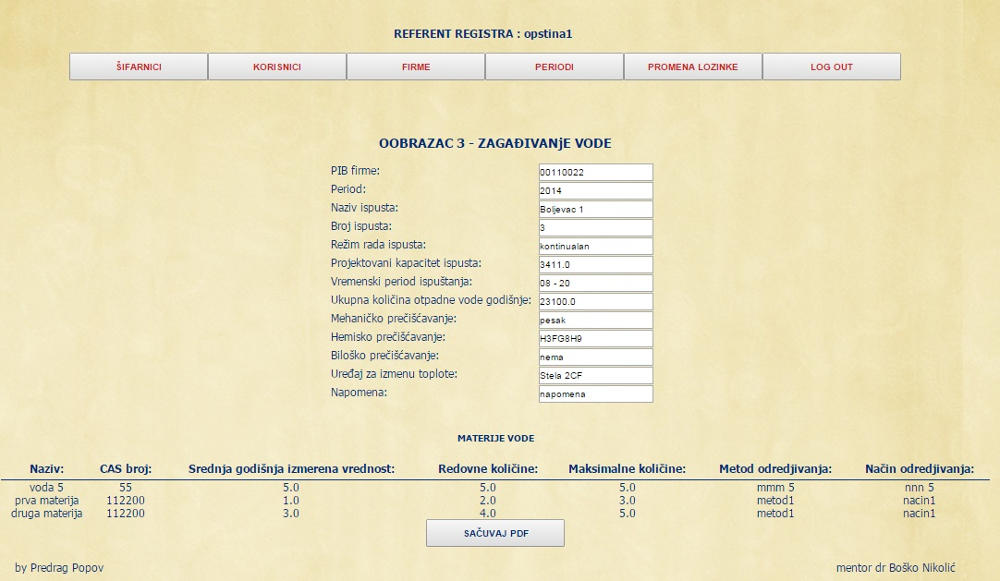 REFERENT REGISTRA : opstina1
ŠIFARNICI KORISNICI FIRME PERIODI PROMENA LOZINKE LOG OUT
OOBRAZAC 3 - ZAGAĐIVANjE VODE
PIB firme: 00110022
Period: 2014
Naziv ispusta: Boljevac 1
Broj ispusta: 3
Režim rada ispusta: kontinualan
Projektovani kapacitet ispusta: 3411.0
Vremenski period ispuštanja: 08 - 20
Ukupna količina otpadne vode godišnje: 23100.0
Mehaničko prečišćavanje: pesak
Hemisko prečišćavanje: H3FG8H9
Biloško prečišćavanje: nema
Uređaj za izmenu toplote: Stela 2CF
Napomena: napomena
MATERIJE VODE
Naziv: CAS broj: Srednja godišnja izmerena vrednost: Redovne količine: Maksimalne količine: Metod odredjivanja: Način odredjivanja:
voda 5 55 5.0 5.0 5.0 mmm 5 nnn 5
prva materija 112200 1.0 2.0 3.0 metod1 nacin1
druga materija 112200 3.0 4.0 5.0 metod1 nacin1
SAČUVAJ PDF
by Predrag Popov mentor dr Boško Nikolić